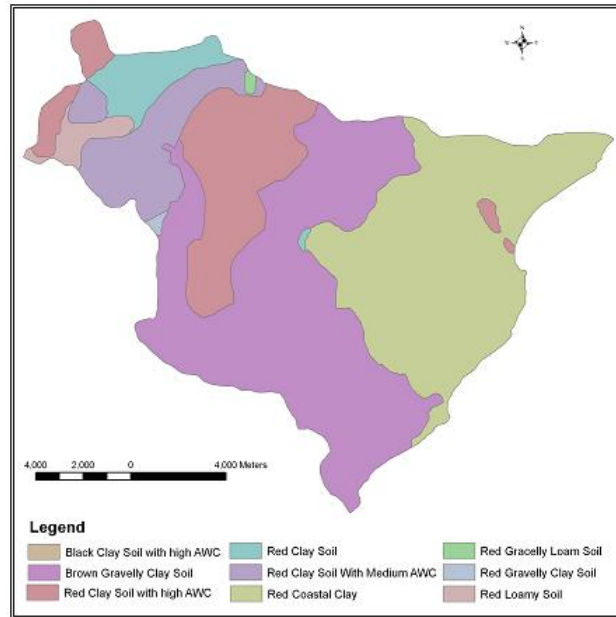 N
W E
S
4,000 2,000 0 4,000 Meters
Legend
Black Clay Soil with high AWC
Brown Gravelly Clay Soil
Red Clay Soil with high AWC
Red Clay Soil
Red Clay Soil With Medium AWC
Red Coastal Clay
Red Gracelly Loam Soil
Red Gravelly Clay Soil
Red Loamy Soil